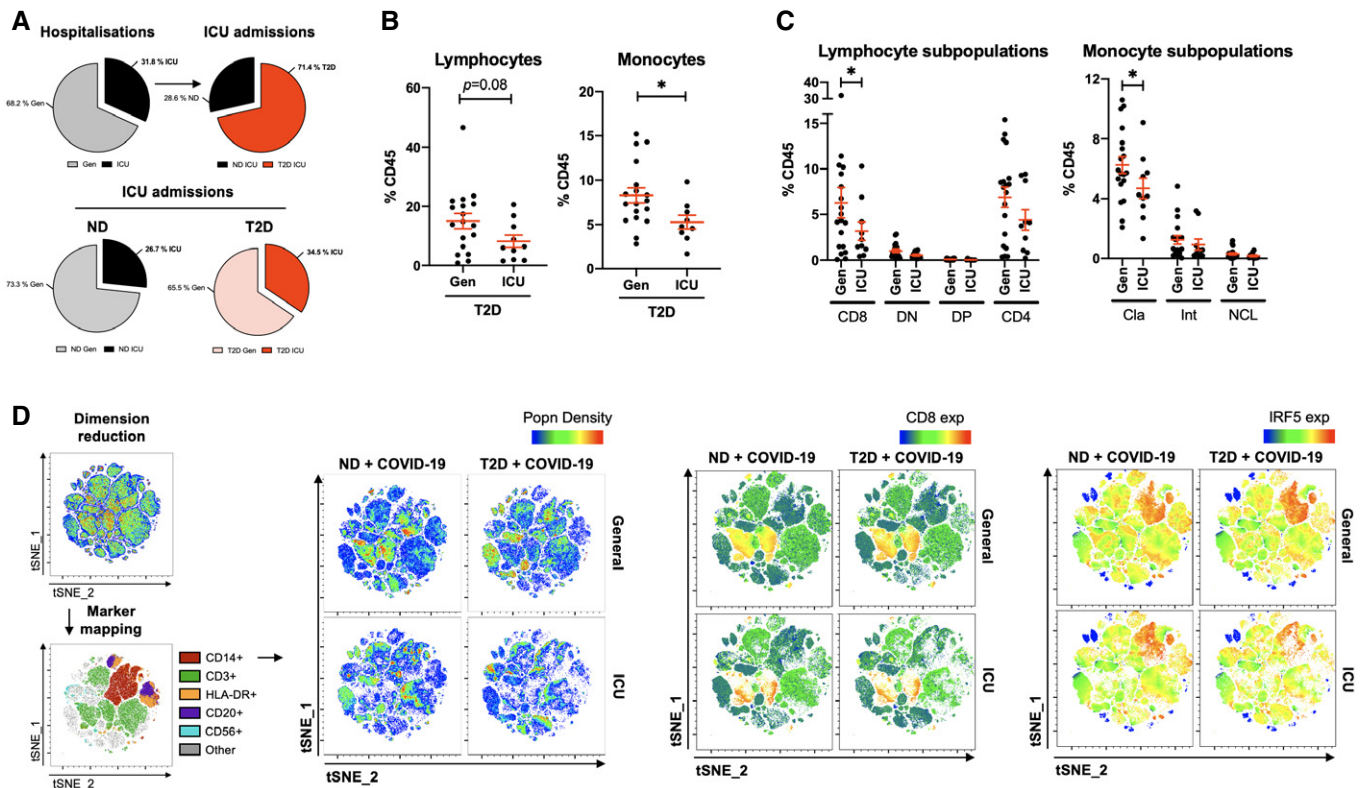 A
Hospitalisations
ICU admissions
31.8 % ICU
68.2 % Gen
71.4 % T2D
28.6 % ND
Gen ICU
ND ICU T2D ICU
ICU admissions
ND
T2D
26.7 % ICU
73.3 % Gen
34.5 % ICU
65.5 % Gen
ND Gen ND ICU
T2D Gen T2D ICU
B
Lymphocytes
p=0.08
% CD45
60
40
20
0
Gen ICU
T2D
Monocytes
*
% CD45
20
15
10
5
0
Gen ICU
T2D
C
Lymphocyte subpopulations
*
% CD45
40
30
15
10
5
0
Gen ICU Gen ICU Gen ICU Gen ICU
CD8 DN DP CD4
Monocyte subpopulations
*
% CD45
12
8
4
0
Gen ICU Gen ICU Gen ICU
Cla Int NCL
D
Dimension
reduction
tSNE_1
tSNE_2
Marker
mapping
tSNE_1
tSNE_2
CD14+
CD3+
HLA-DR+
CD20+
CD56+
Other
Popn Density
ND + COVID-19 T2D + COVID-19
General
ICU
tSNE_1
tSNE_2
CD8 exp
ND + COVID-19 T2D + COVID-19
General
ICU
tSNE_1
tSNE_2
IRF5 exp
ND + COVID-19 T2D + COVID-19
General
ICU
tSNE_1
tSNE_2